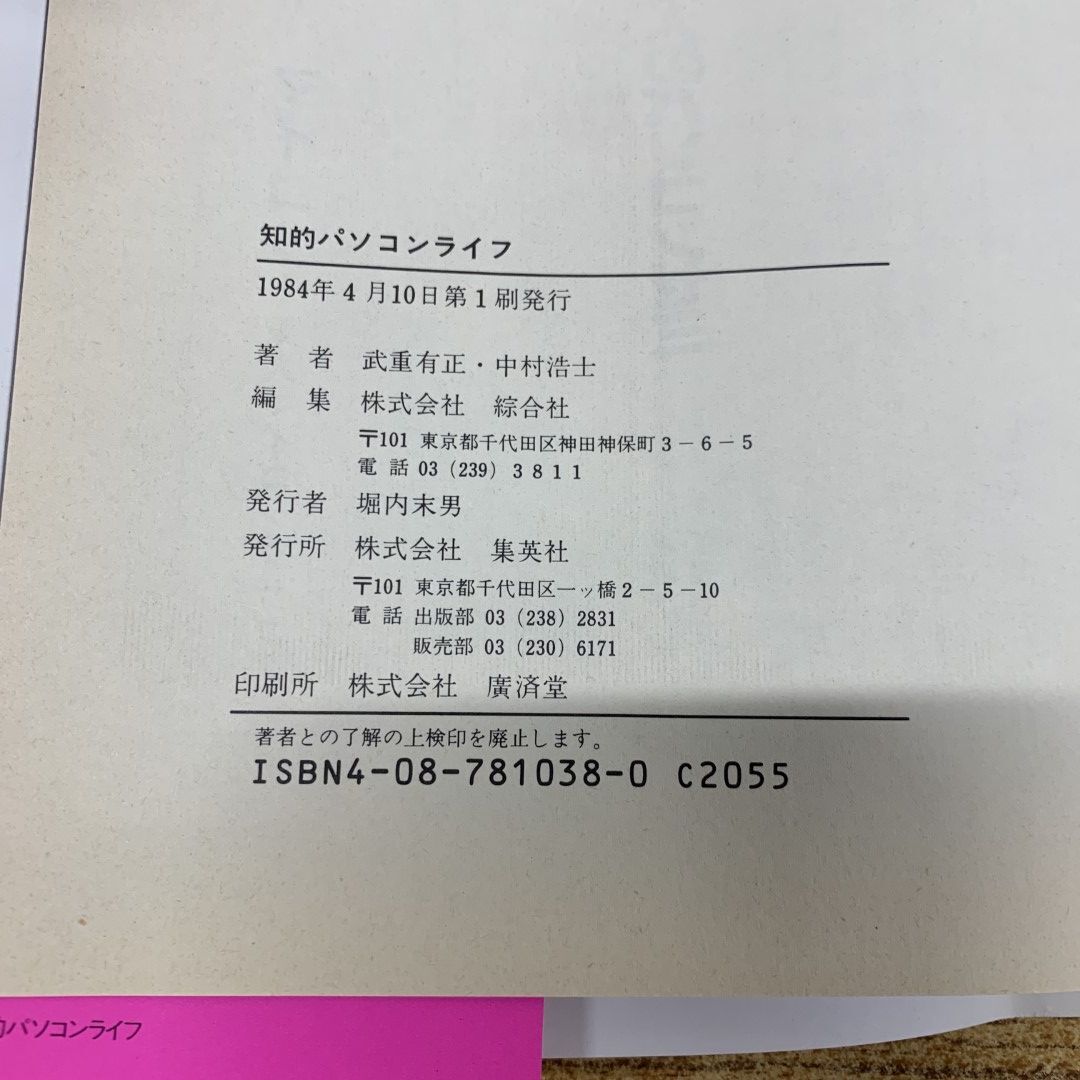 知的パソコンライフ
1984年4月10日第1刷発行
著 者 武重有正・中村浩士
編 集 株式会社 綜合社
〒101 東京都千代田区神田神保町3-6-5
電話 03 (239) 3811
発行者 堀内末男
発行所 株式会社 集英社
〒101 東京都千代田区一ッ橋2-5-10
電話 出版部 03 (238) 2831
販売部 03 (230) 6171
印刷所 株式会社 廣済堂
著者との了解の上検印を廃止します。
ISBN4-08-781038-0 C2055
的パソコンライフ